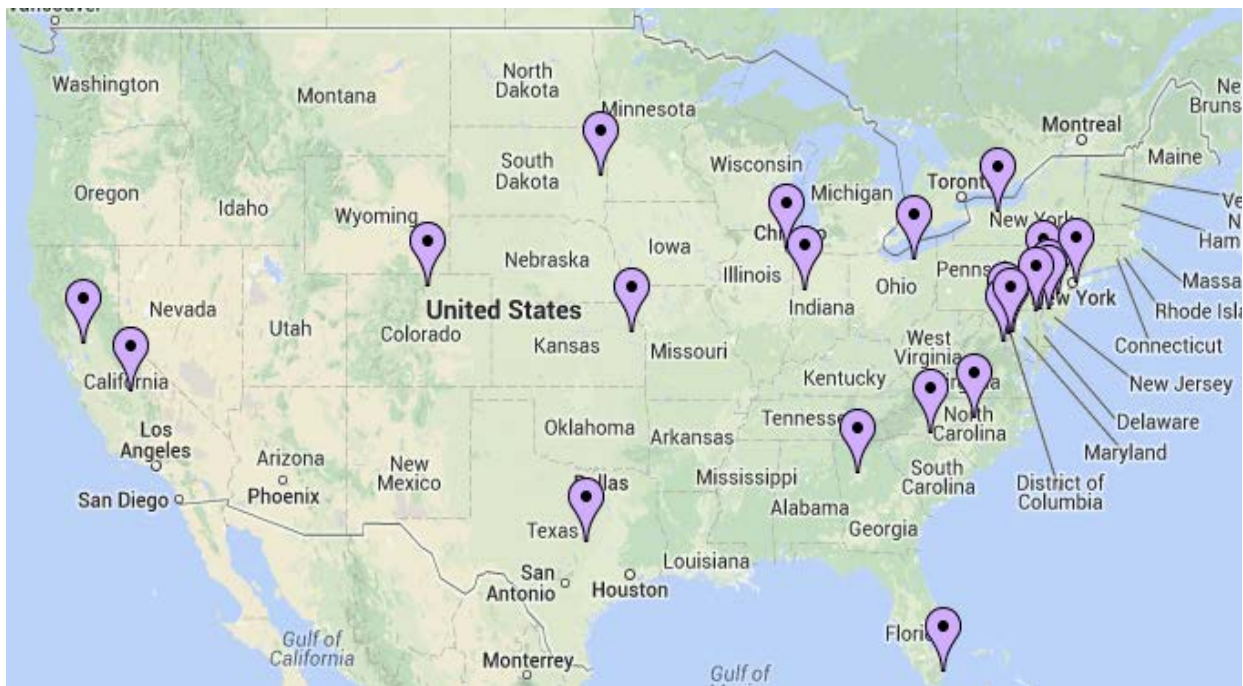 Washington
Montana
North
Dakota
Minnesota
Montreal
Maine
Oregon
Idaho
Wyoming
South
Dakota
Wisconsin
Michigan
New York
Nevada
Utah
Colorado
United States
Nebraska
Iowa
Illinois
Indiana
Ohio
Massa
Rhode Isl
Connecticut
New Jersey
Delaware
Maryland
District of
Columbia
Kansas
Missouri
West
Virginia
Kentucky
California
Los
Angeles
San Diego
Arizona
Phoenix
New
Mexico
Oklahoma
Arkansas
North
Carolina
South
Carolina
Mississippi
Alabama
Georgia
Texas
San
Antonio
Houston
Louisiana
Gulf of
California
Monterrey
Gulf of